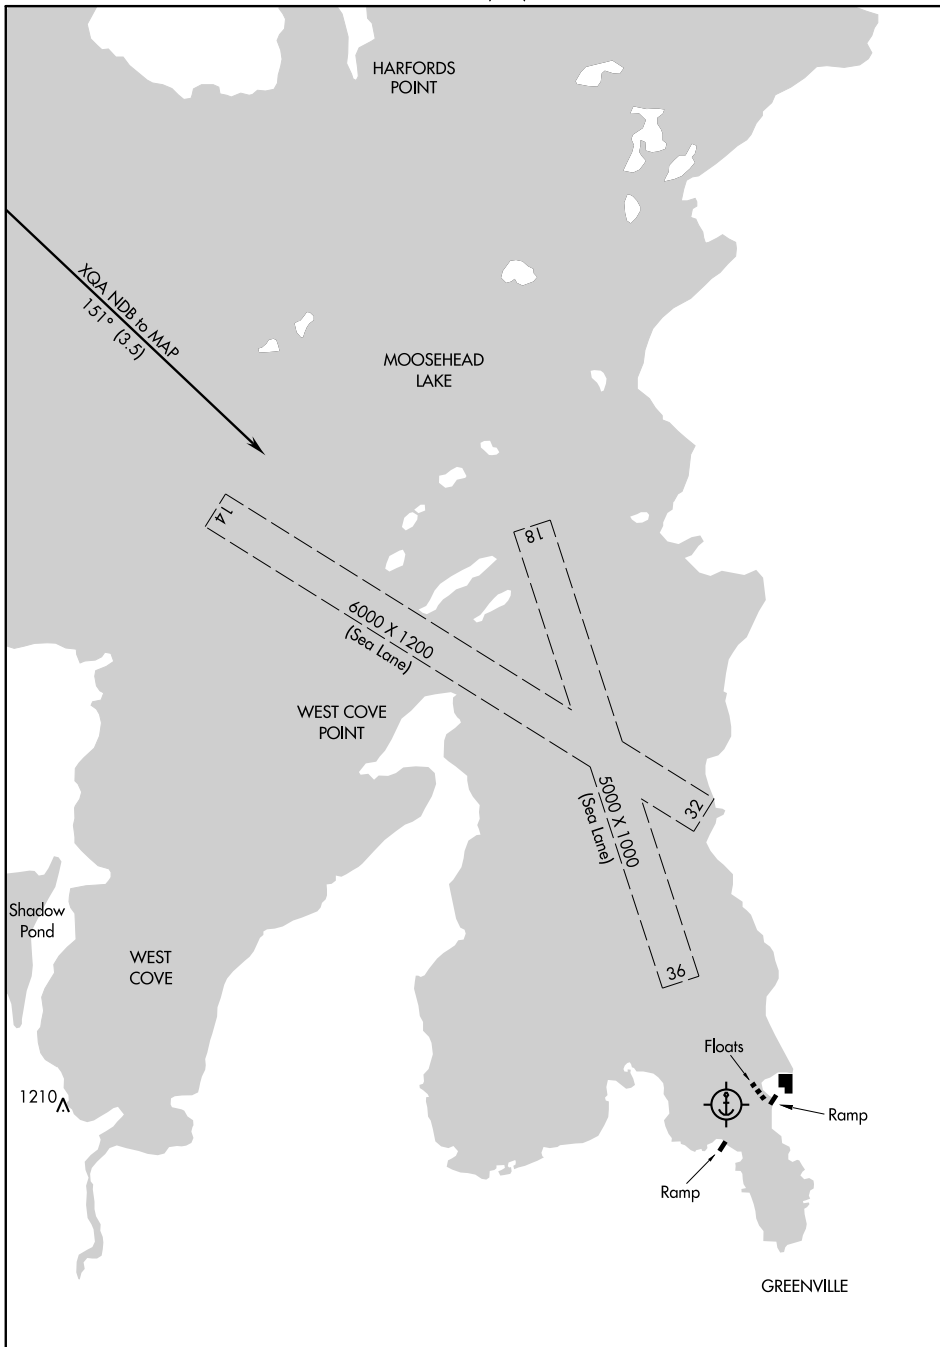 HARFORDS
POINT
XQA NDB to MAP
151° (3.5)
MOOSEHEAD
LAKE
14
18
6000 X 1200
(Sea Lane)
WEST COVE
POINT
5000 X 1000
(Sea Lane)
32
Shadow
Pond
WEST
COVE
36
Floats
1210
Ramp
Ramp
GREENVILLE